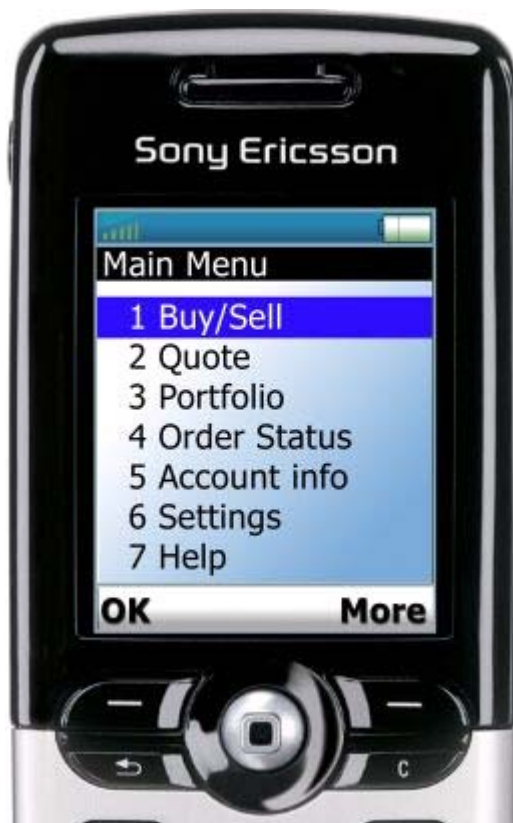 Sony Ericsson
Main Menu
1 Buy/Sell
2 Quote
3 Portfolio
4 Order Status
5 Account info
6 Settings
7 Help
OK More
C